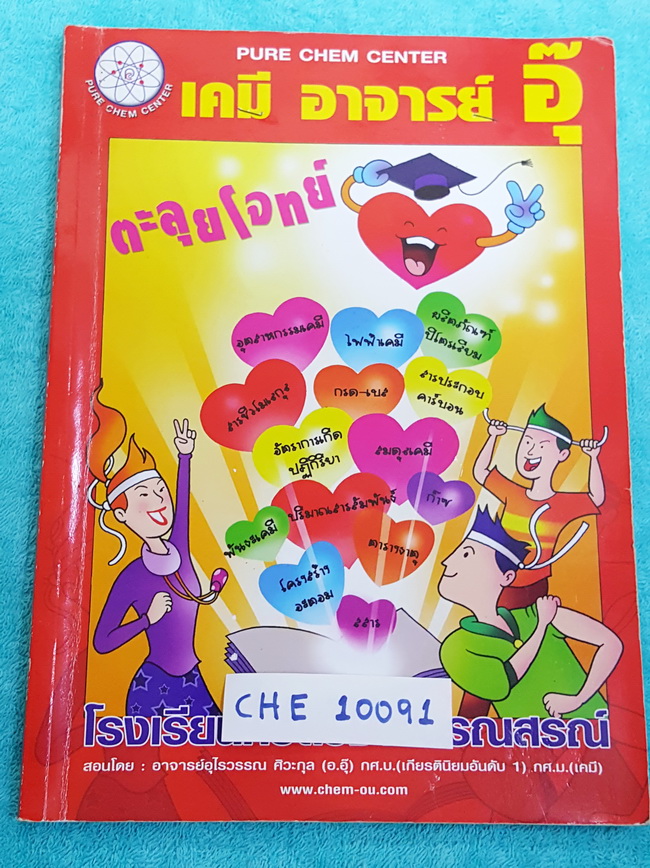 PURE CHEM CENTER
PURE CHEM CENTER
เคมี อาจารย์ อุ๊
ตะลุยโจทย์
อุตสาหกรรมเคมี
ไฟฟ้าเคมี
ผลิตภัณฑ์
ปิโตรเรียม
สารชีวโมเลกุล
กรด-เบส
สารประกอบ
คาร์บอน
อัตราการเกิด
ปฏิกิริยา
สมดุลเคมี
ปริมาณสารสัมพันธ์
ก๊าซ
พันธะเคมี
ตารางธาตุ
โครงสร้าง
อะตอม
สสาร
CHE 10091
โรงเรียน
รณสรณ์
สอนโดย : อาจารย์อุไรวรรณ ศิวะกุล (อ.อุ๊) กศ.บ.(เกียรตินิยมอันดับ 1) กศ.ม.(เคมี)
www.chem-ou.com